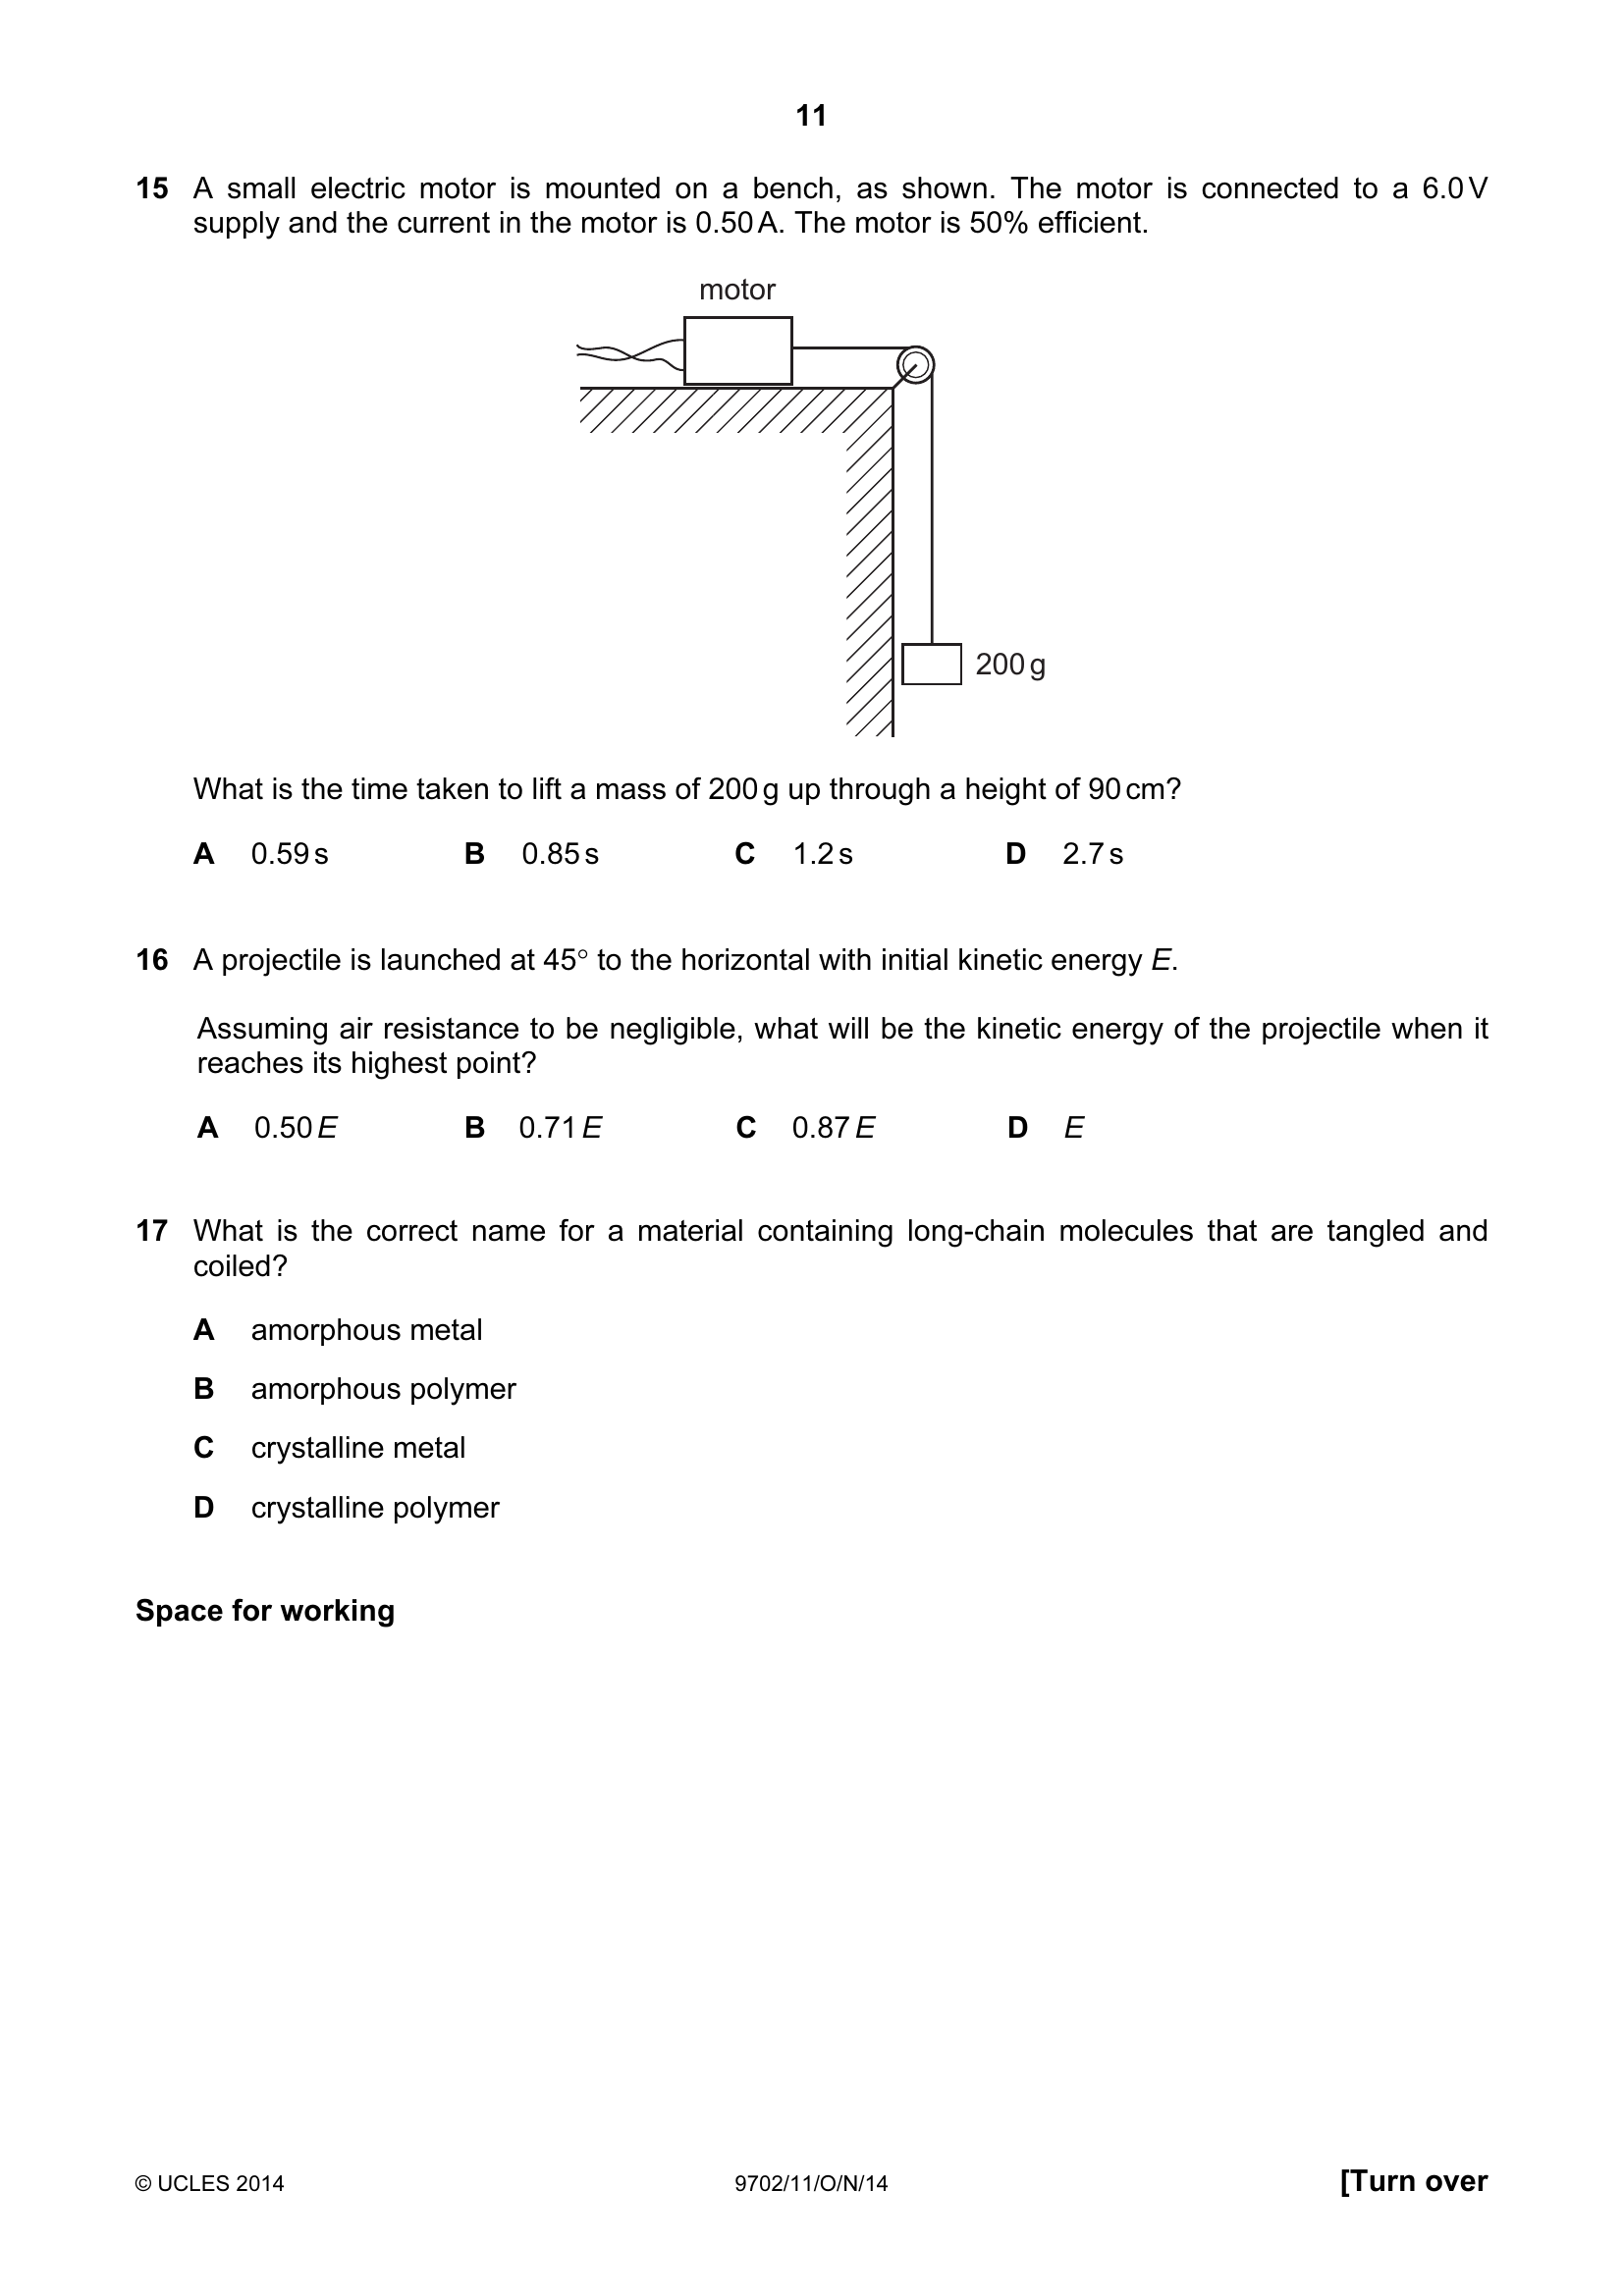 11
15 A small electric motor is mounted on a bench, as shown. The motor is connected to a 6.0 V
supply and the current in the motor is 0.50 A. The motor is 50% efficient.
motor
200 g
What is the time taken to lift a mass of 200 g up through a height of 90 cm?
A 0.59 s B 0.85 s C 1.2 s D 2.7 s
16 A projectile is launched at 45° to the horizontal with initial kinetic energy E.
Assuming air resistance to be negligible, what will be the kinetic energy of the projectile when it
reaches its highest point?
A 0.50 E B 0.71 E C 0.87 E D E
17 What is the correct name for a material containing long-chain molecules that are tangled and
coiled?
A amorphous metal
B amorphous polymer
C crystalline metal
D crystalline polymer
Space for working
© UCLES 2014 9702/11/O/N/14 [Turn over